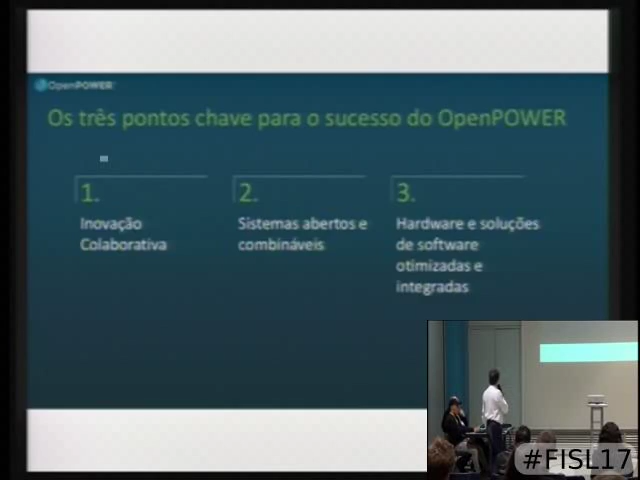 OpenPOWER
Os três pontos chave para o sucesso do OpenPOWER
1.
Inovação
Colaborativa
2.
Sistemas abertos e
combináveis
3.
Hardware e soluções
de software
otimizadas e
integradas
#FISL17